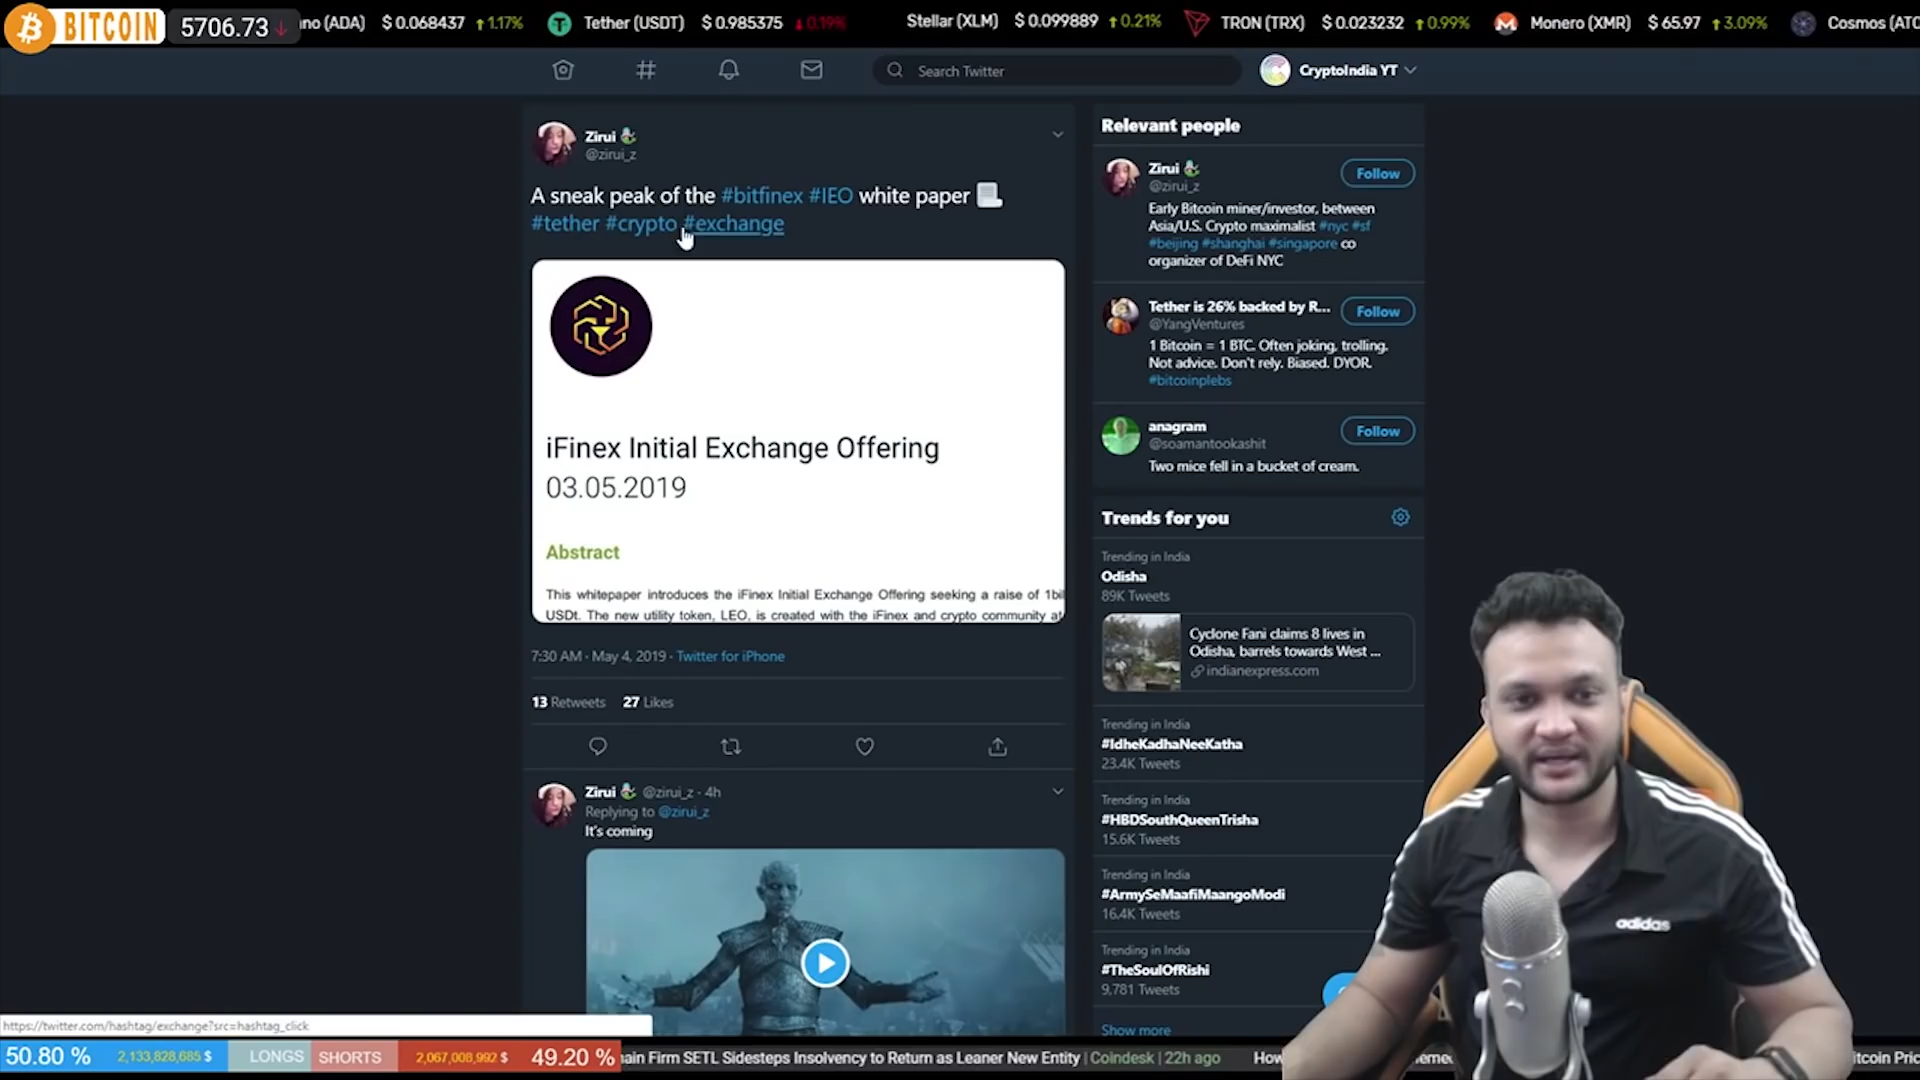 BITCOIN 5706.73 no (ADA) $ 0.068437 1.17% Tether (USDT) $ 0.985375 0.19% Stellar (XLM) $ 0.099889 0.21% TRON (TRX) $ 0.023232 0.99% Monero (XMR) $ 65.97 3.09% Cosmos (ATO
Search Twitter
CryptoIndia YT
Zirui
@zirui_z
A sneak peak of the #bitfinex #IEO white paper
#tether #crypto #exchange
iFinex Initial Exchange Offering
03.05.2019
Abstract
This whitepaper introduces the iFinex Initial Exchange Offering seeking a raise of 1bil
USDt. The new utility token, LEO, is created with the iFinex and crypto community at
7:30 AM · May 4, 2019 · Twitter for iPhone
13 Retweets 27 Likes
Zirui @zirui_z · 4h
Replying to @zirui_z
It's coming
Relevant people
Zirui
@zirui_z
Follow
Early Bitcoin miner/investor, between
Asia/U.S. Crypto maximalist #nyc #sf
#beijing #shanghai #singapore co
organizer of DeFi NYC
Tether is 26% backed by R...
@YangVentures
Follow
1 Bitcoin = 1 BTC. Often joking, trolling.
Not advice. Don't rely. Biased. DYOR.
#bitcoinplebs
anagram
@soamantookashit
Follow
Two mice fell in a bucket of cream.
Trends for you
Trending in India
Odisha
89K Tweets
Cyclone Fani claims 8 lives in
Odisha, barrels towards West ...
indianexpress.com
Trending in India
#IdheKadhaNeeKatha
23.4K Tweets
Trending in India
#HBDSouthQueenTrisha
15.6K Tweets
Trending in India
#ArmySeMaafiMaangoModi
16.4K Tweets
Trending in India
#TheSoulOfRishi
9,781 Tweets
Show more
adidas
https://twitter.com/hashtag/exchange?src=hashtag_click
50.80 % 2,133,828,685 $ LONGS SHORTS 2,067,008,992 $ 49.20 % ain Firm SETL Sidesteps Insolvency to Return as Leaner New Entity | Coindesk | 22h ago How
itcoin Pric